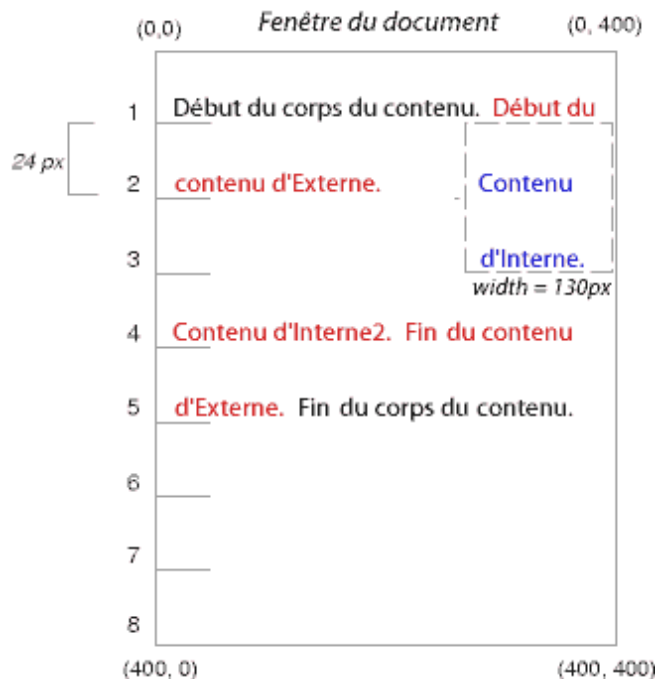 Fenêtre du document
(0,0) (0, 400)
1 Début du corps du contenu. Début du
24 px
2 contenu d'Externe. Contenu
3 d'Interne.
width = 130px
4 Contenu d'Interne2. Fin du contenu
5 d'Externe. Fin du corps du contenu.
6
7
8
(400, 0) (400, 400)